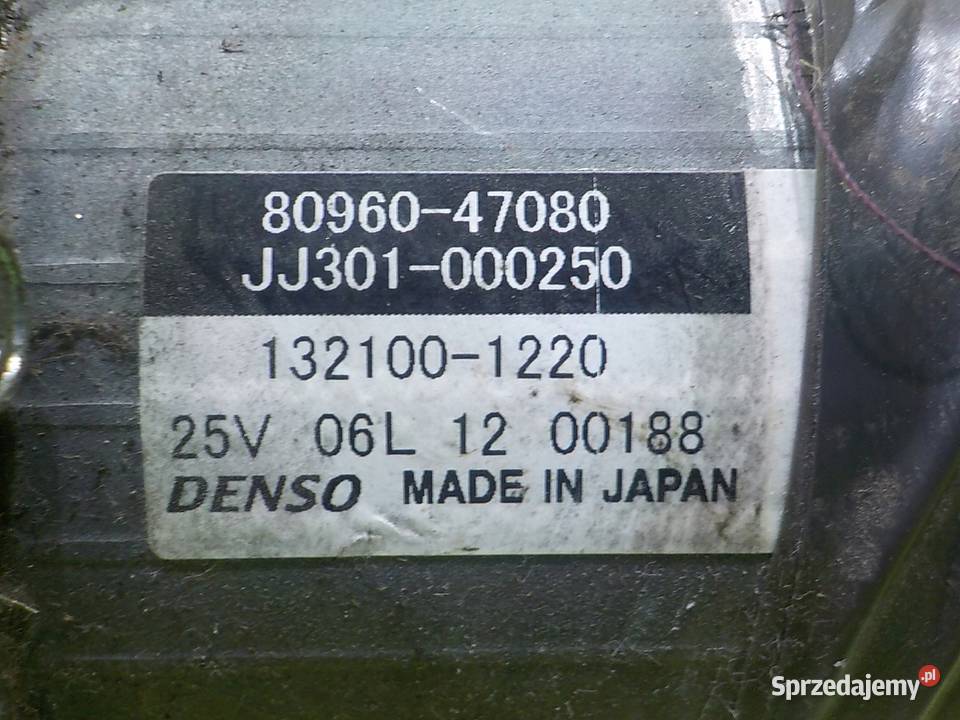 80960-47080
JJ301-000250
132100-1220
25V 06L 12 00188
DENSO MADE IN JAPAN
Sprzedajemy.pl